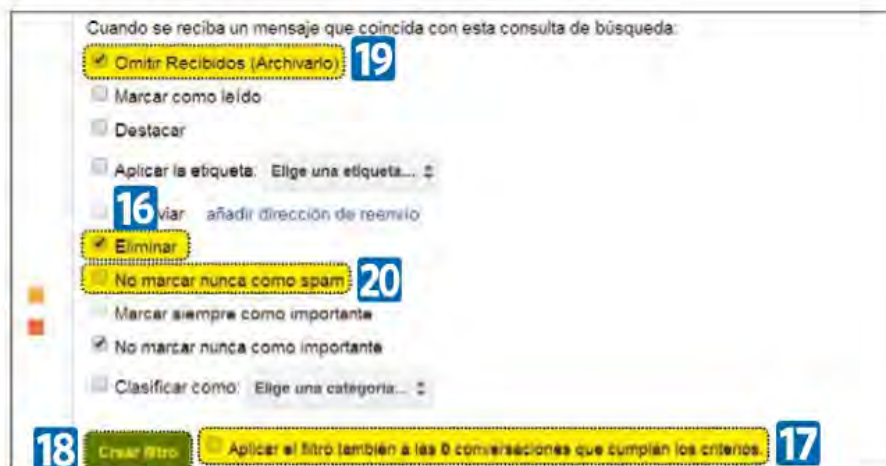 Cuando se reciba un mensaje que coincida con esta consulta de búsqueda:
Omitir Recibidos (Archivarlo) 19
Marcar como leído
Destacar
Aplicar la etiqueta: Elige una etiqueta...
16 viar añadir dirección de reenvío
Eliminar
No marcar nunca como spam 20
Marcar siempre como importante
No marcar nunca como importante
Clasificar como: Elige una categoría...
18 Crear filtro Aplicar el filtro también a las 0 conversaciones que cumplan los criterios. 17